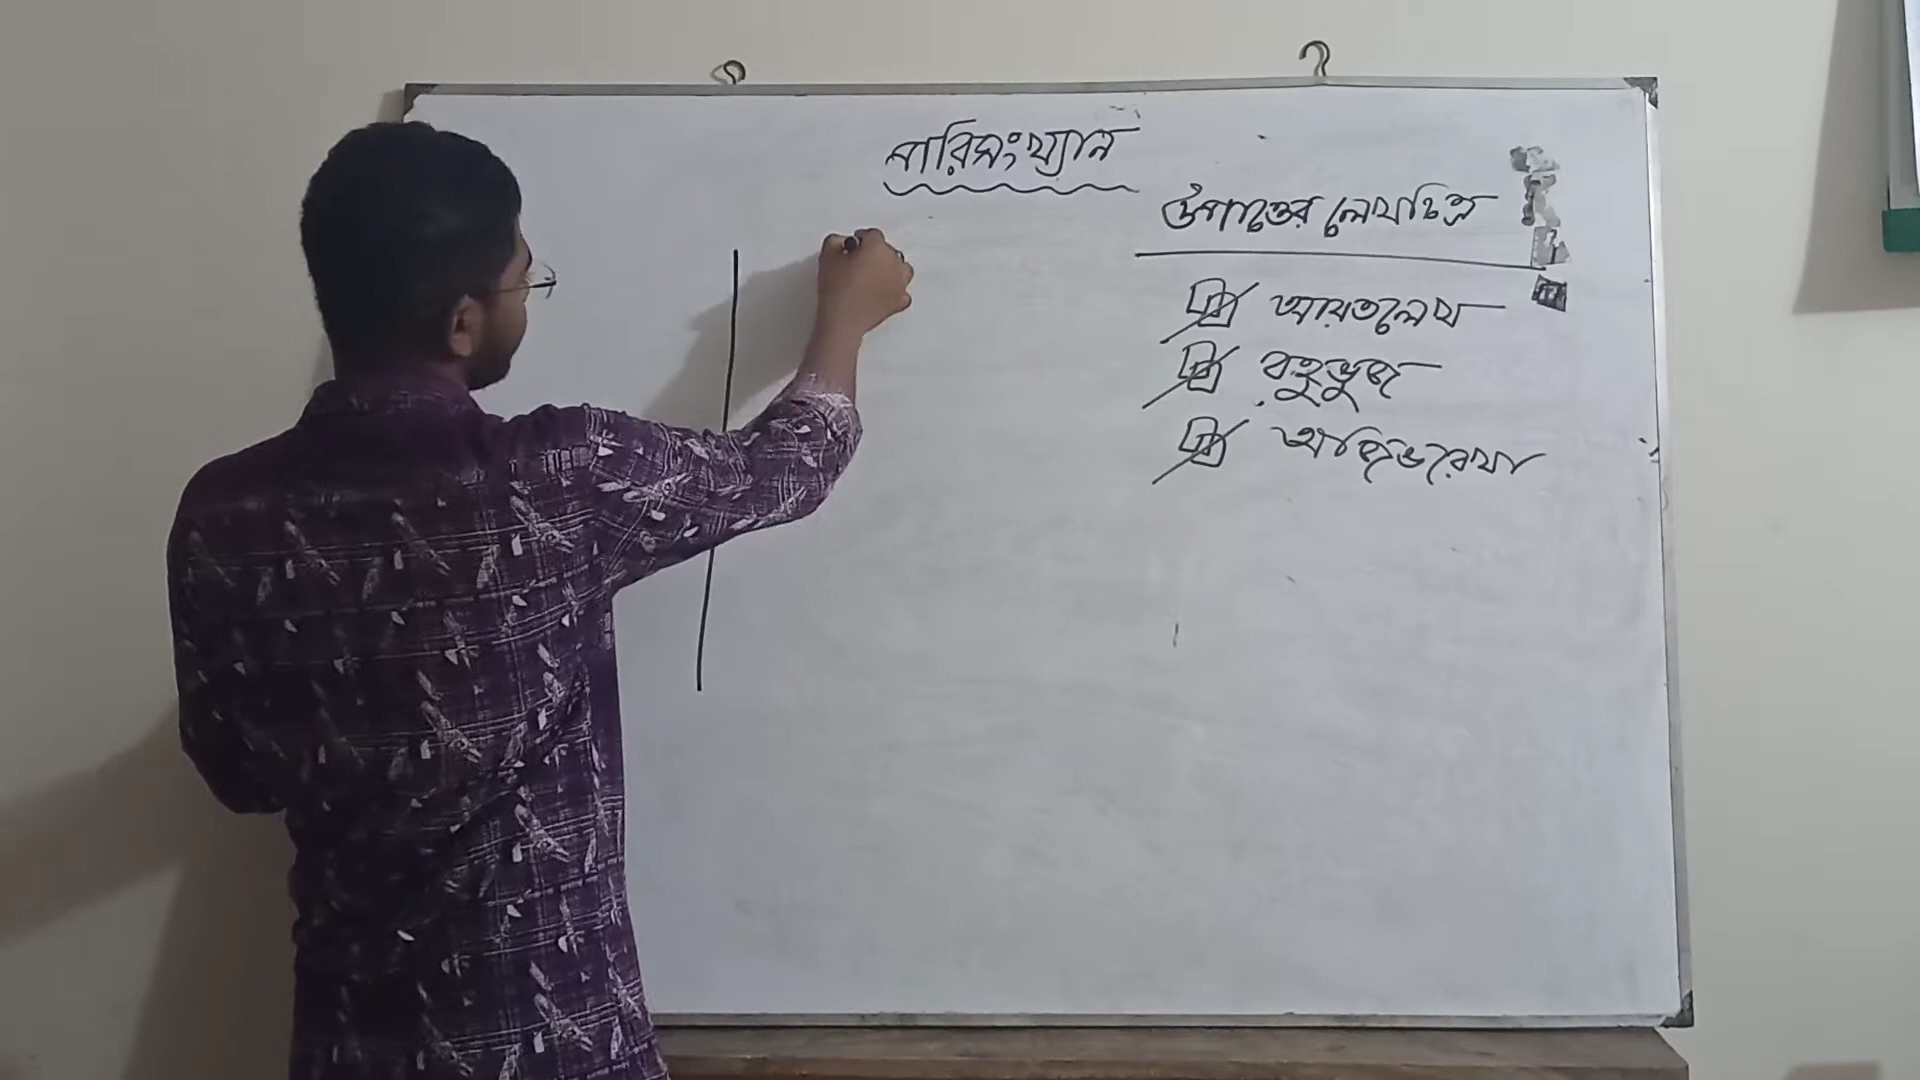 পরিসংখ্যান
উপাত্তের লেখচিত্র
আয়তলেখ
বহুভুজ
অজিভরেখা